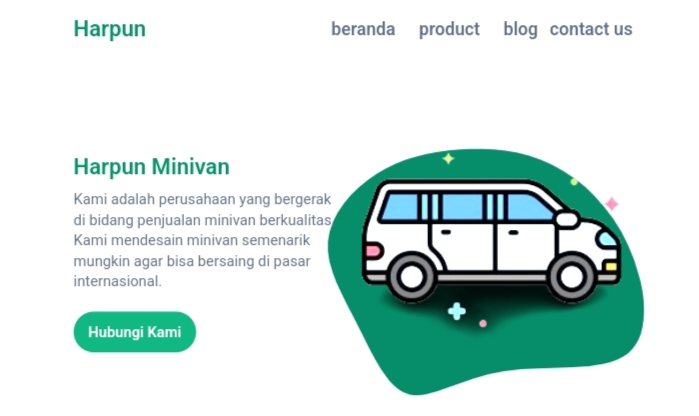 Harpun
beranda product blog contact us
Harpun Minivan
Kami adalah perusahaan yang bergerak
di bidang penjualan minivan berkualitas
Kami mendesain minivan semenarik
mungkin agar bisa bersaing di pasar
internasional.
Hubungi Kami